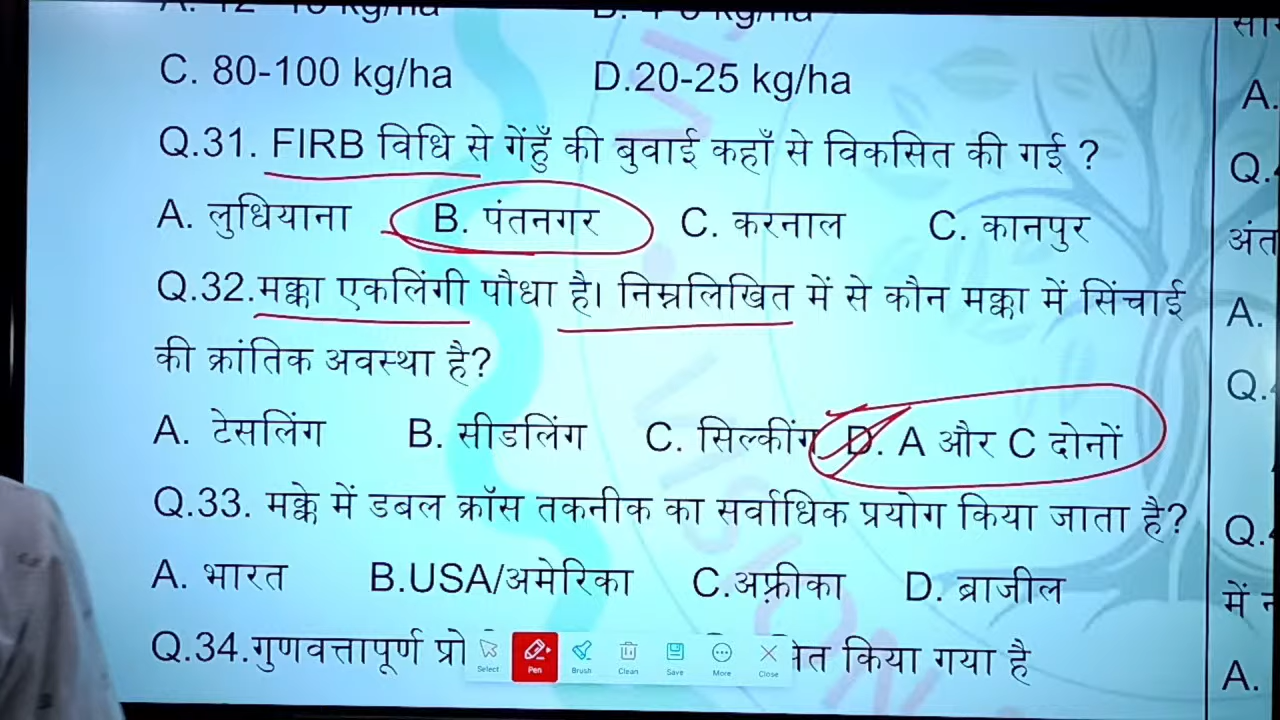 C. 80-100 kg/ha D.20-25 kg/ha
Q.31. FIRB विधि से गेंहुँ की बुवाई कहाँ से विकसित की गई ?
A. लुधियाना B. पंतनगर C. करनाल C. कानपुर
Q.32.मक्का एकलिंगी पौधा है। निम्नलिखित में से कौन मक्का में सिंचाई
की क्रांतिक अवस्था है?
A. टेसलिंग B. सीडलिंग C. सिल्कींग D. A और C दोनों
Q.33. मक्के में डबल क्रॉस तकनीक का सर्वाधिक प्रयोग किया जाता है?
A. भारत B.USA/अमेरिका C.अफ़्रीका D. ब्राजील
Q.34.गुणवत्तापूर्ण किया गया है
Select Pen Brush Clean Save More Close
A.
अंत
A.
में
A.